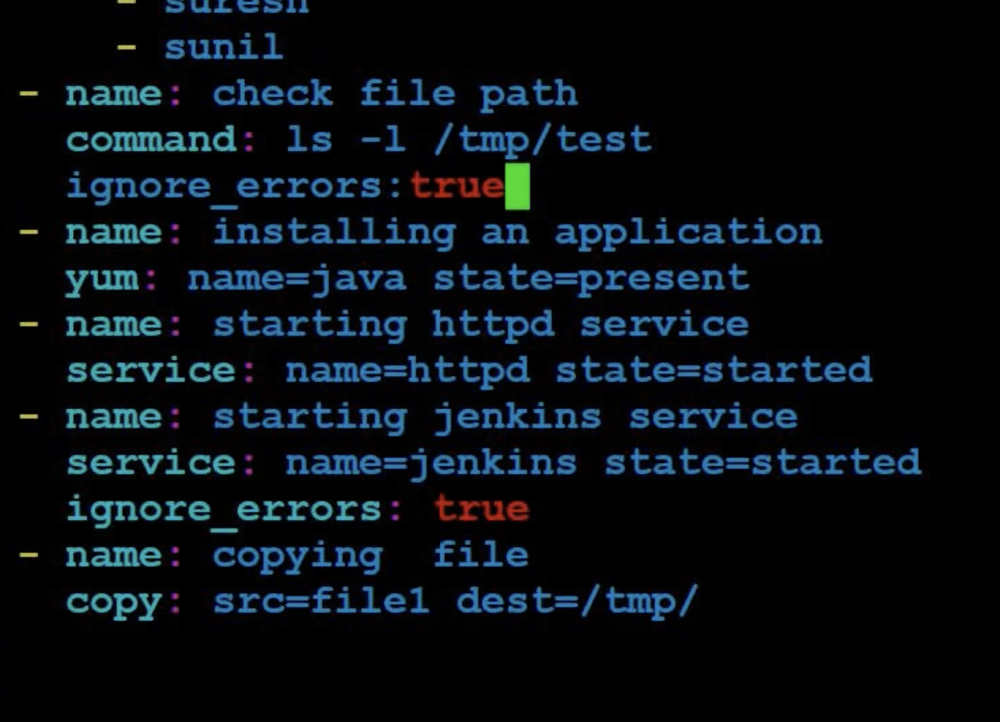 - suresh
- sunil
- name: check file path
command: ls -l /tmp/test
ignore_errors:true
- name: installing an application
yum: name=java state=present
- name: starting httpd service
service: name=httpd state=started
- name: starting jenkins service
service: name=jenkins state=started
ignore_errors: true
- name: copying  file
copy: src=file1 dest=/tmp/